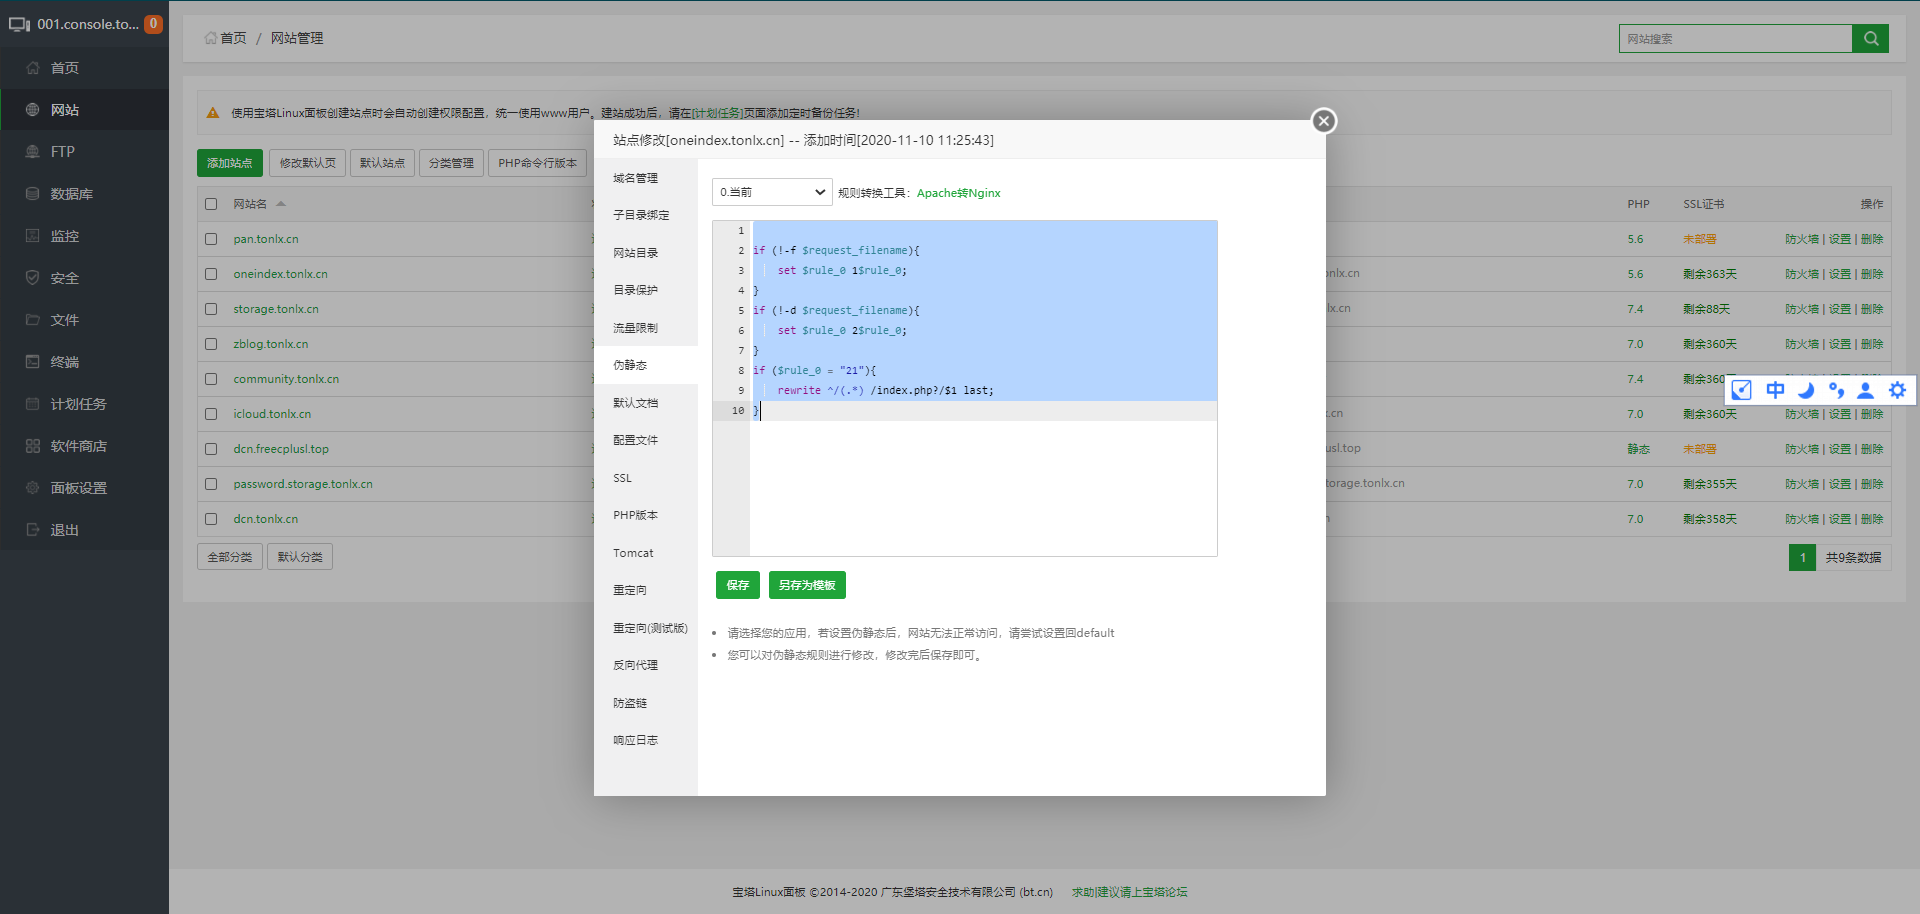 001.console.to... 0
首页
网站
FTP
数据库
监控
安全
文件
终端
计划任务
软件商店
面板设置
退出
首页 / 网站管理
网站搜索
使用宝塔Linux面板创建站点时会自动创建权限配置，统一使用www用户。建站成功后，请在[计划任务]页面添加定时备份任务!
添加站点 修改默认页 默认站点 分类管理 PHP命令行版本
网站名 PHP SSL证书 操作
pan.tonlx.cn 5.6 未部署 防火墙 | 设置 | 删除
oneindex.tonlx.cn onlx.cn 5.6 剩余363天 防火墙 | 设置 | 删除
storage.tonlx.cn lx.cn 7.4 剩余88天 防火墙 | 设置 | 删除
zblog.tonlx.cn 7.0 剩余360天 防火墙 | 设置 | 删除
community.tonlx.cn 7.4 剩余360
icloud.tonlx.cn .cn 7.0 剩余360天 防火墙 | 设置 | 删除
dcn.freecplusl.top usl.top 静态 未部署 防火墙 | 设置 | 删除
password.storage.tonlx.cn torage.tonlx.cn 7.0 剩余355天 防火墙 | 设置 | 删除
dcn.tonlx.cn n 7.0 剩余358天 防火墙 | 设置 | 删除
全部分类 默认分类
1 共9条数据
中
站点修改[oneindex.tonlx.cn] -- 添加时间[2020-11-10 11:25:43]
域名管理
子目录绑定
网站目录
目录保护
流量限制
伪静态
默认文档
配置文件
SSL
PHP版本
Tomcat
重定向
重定向(测试版)
反向代理
防盗链
响应日志
0.当前 规则转换工具：Apache转Nginx
1
2 if (!-f $request_filename){
3 set $rule_0 1$rule_0;
4 }
5 if (!-d $request_filename){
6 set $rule_0 2$rule_0;
7 }
8 if ($rule_0 = "21"){
9 rewrite ^/(.*) /index.php?/$1 last;
10 }
保存 另存为模板
请选择您的应用，若设置伪静态后，网站无法正常访问，请尝试设置回default
您可以对伪静态规则进行修改，修改完后保存即可。
宝塔Linux面板 ©2014-2020 广东堡塔安全技术有限公司 (bt.cn) 求助|建议请上宝塔论坛